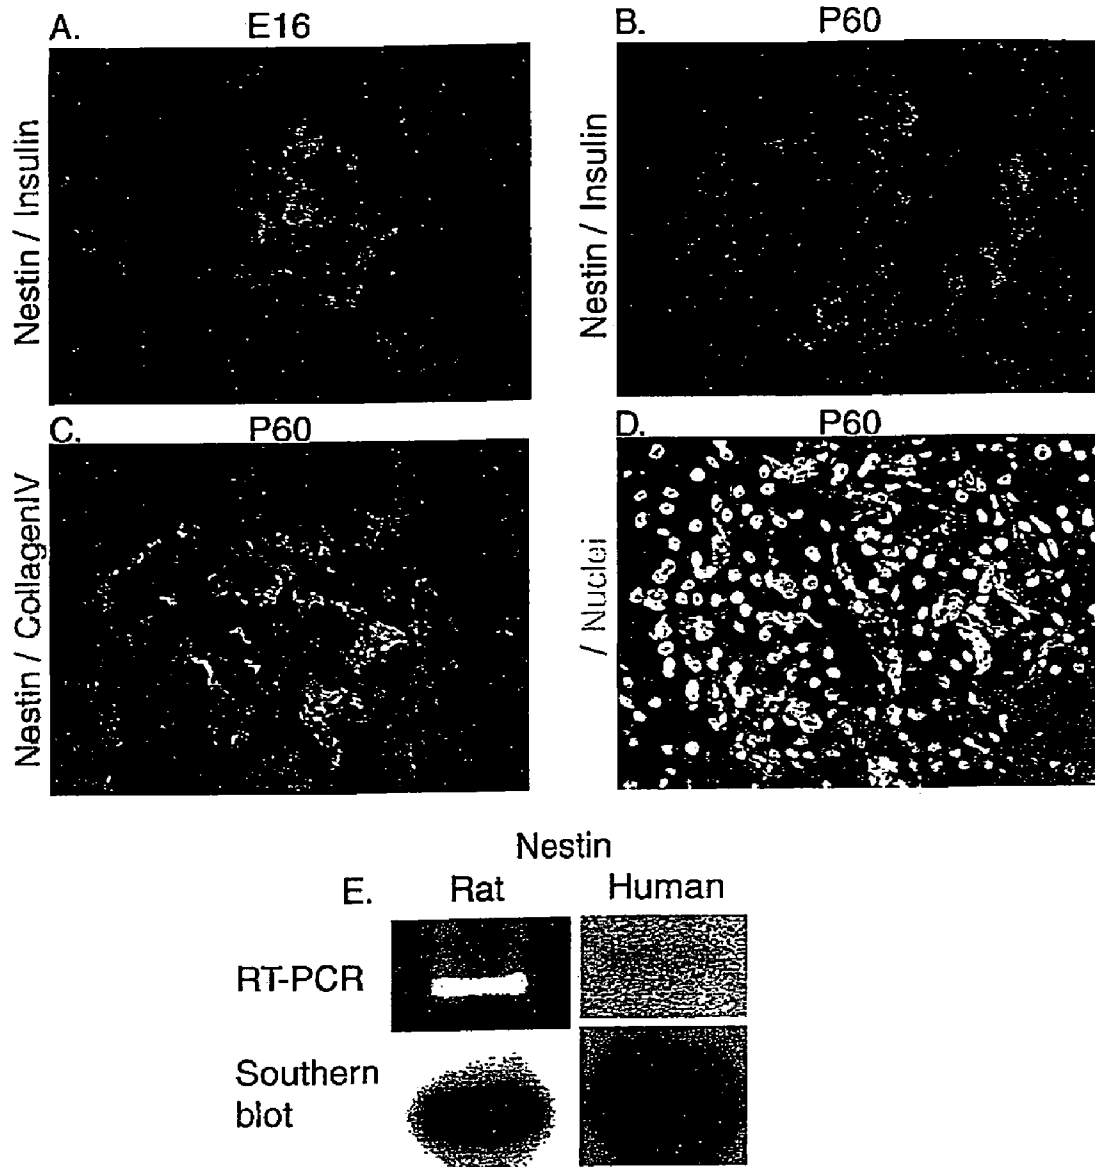 A. E16
B. P60
Nestin / Insulin
Nestin / Insulin
C. P60
D. P60
Nestin / CollagenIV
/ Nuclei
Nestin
E. Rat Human
RT-PCR
Southern
blot